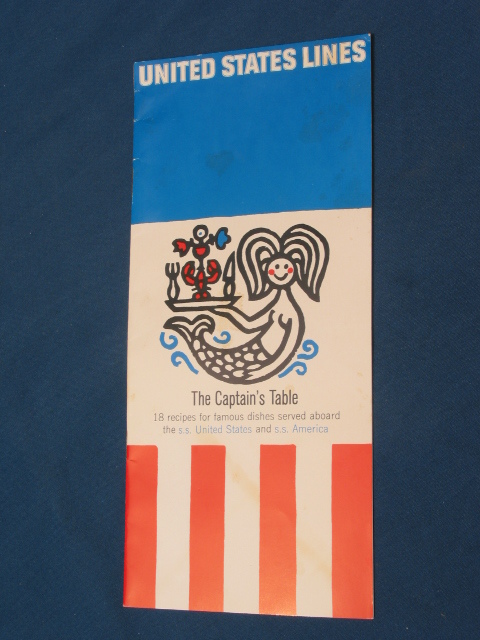 UNITED STATES LINES
The Captain's Table
18 recipes for famous dishes served aboard
the s.s. United States and s.s. America